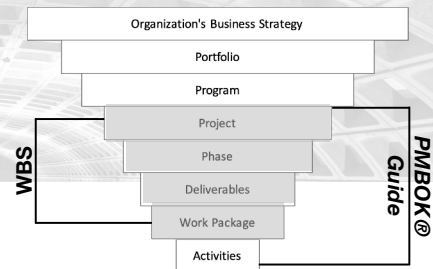 Organization's Business Strategy
Portfolio
Program
Project
Phase
Deliverables
Work Package
Activities
WBS
PMBOK®
Guide